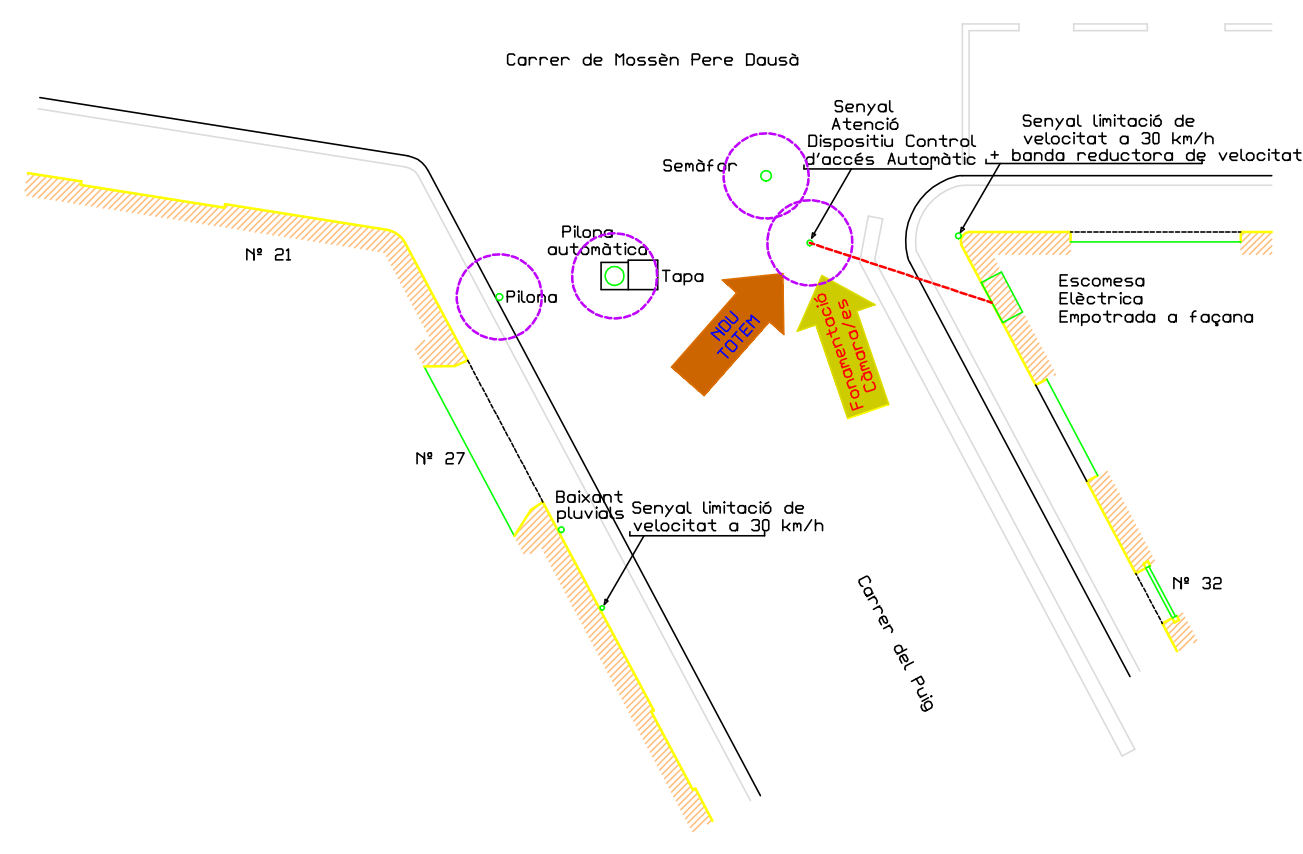 Carrer de Mossèn Pere Dausà
Senyal
Atenció
Dispositiu Control
d'accés Automàtic
Senyal limitació de
velocitat a 30 km/h
+ banda reductora de velocitat
Semàfor
Pilona
automàtica
Tapa
Nº 21
Pilona
Escomesa
Elèctrica
Empotrada a façana
NOU
TOTEM
Fonamentació
Càmara/es
Nº 27
Baixant
pluvials
Senyal limitació de
velocitat a 30 km/h
Carrer del Puig
Nº 32